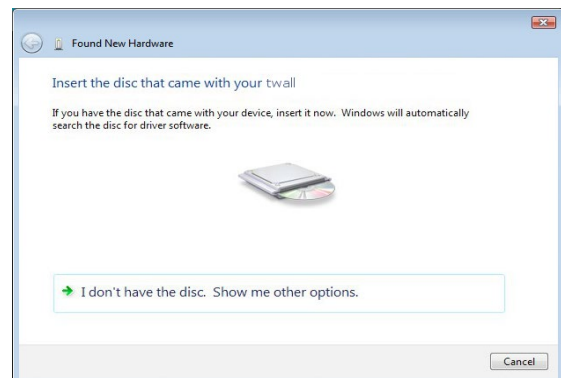 Found New Hardware
Insert the disc that came with your twall
If you have the disc that came with your device, insert it now. Windows will automatically
search the disc for driver software.
I don't have the disc. Show me other options.
Cancel